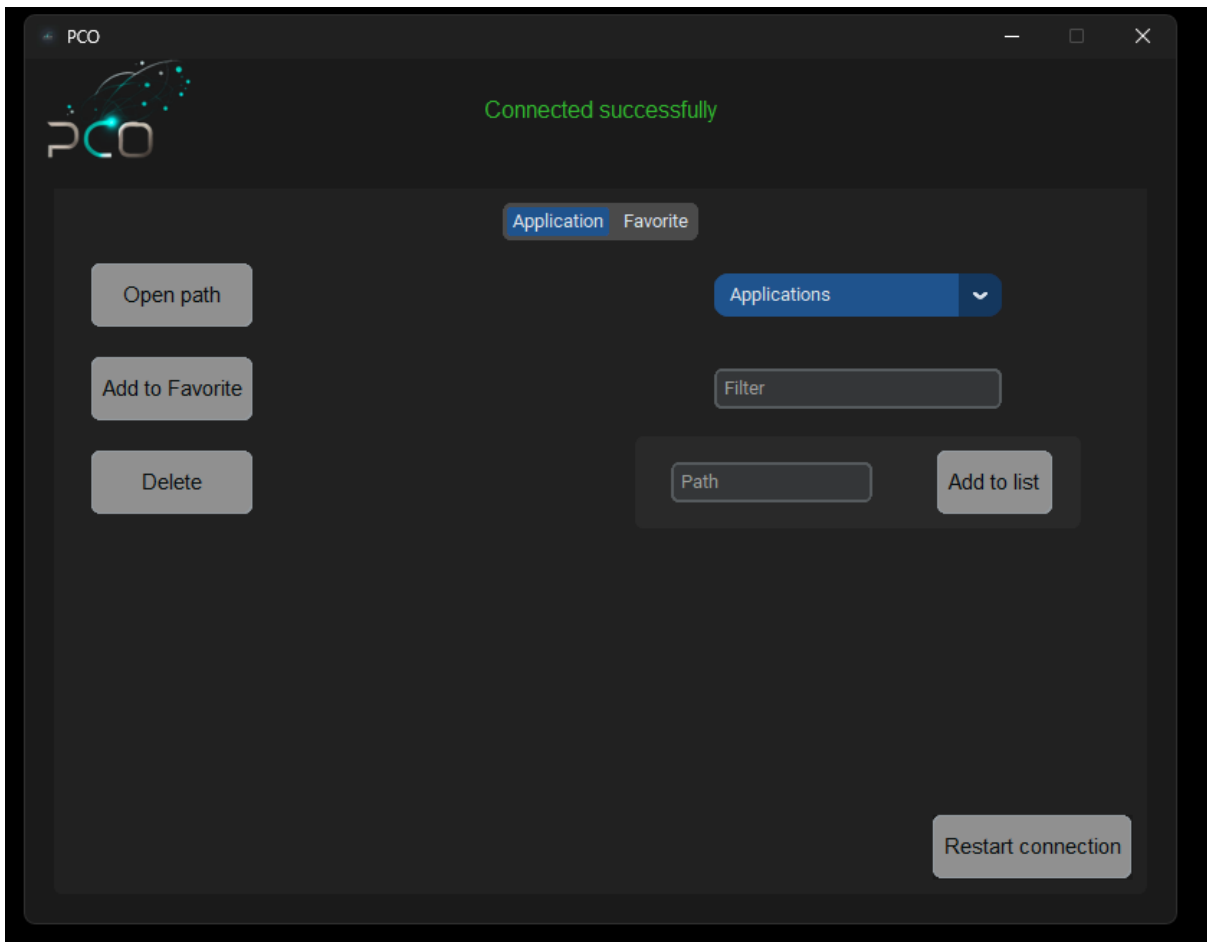 PCO
PCO
Connected successfully
Application Favorite
Open path
Applications
Add to Favorite
Filter
Delete
Path
Add to list
Restart connection